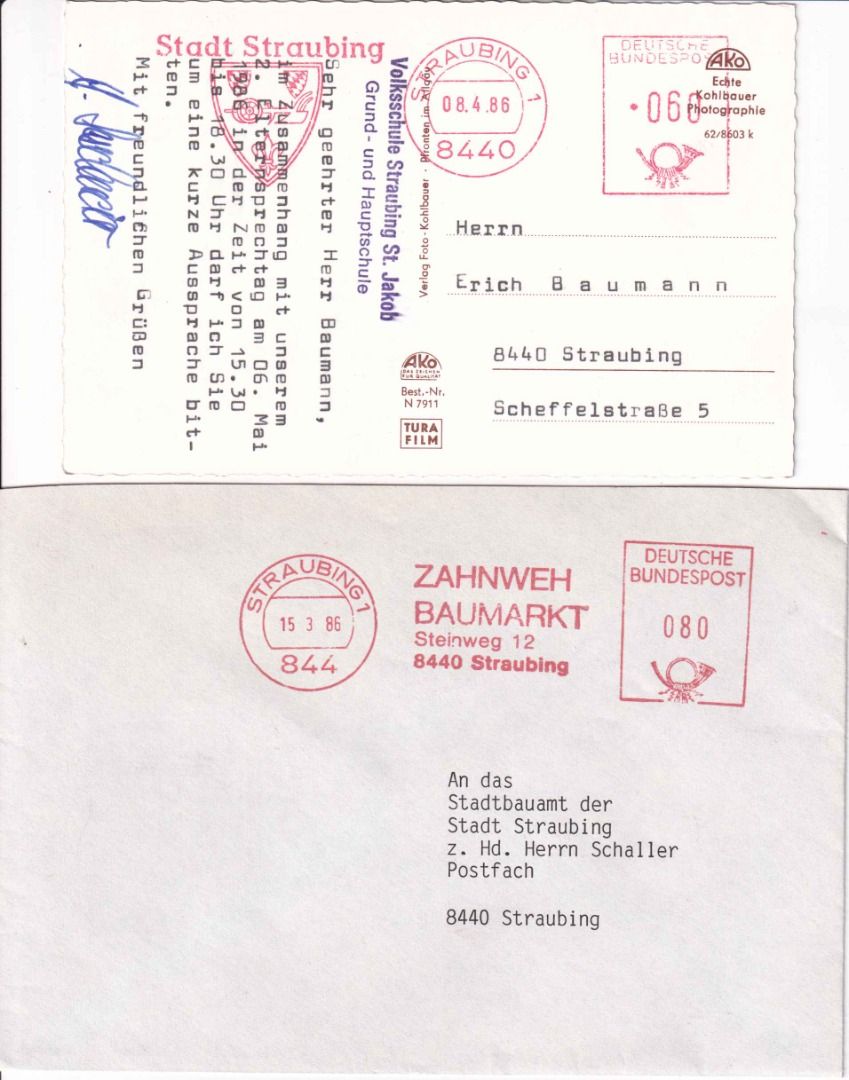 Stadt Straubing
STRAUBING 1
08.4.86
8440
DEUTSCHE
BUNDESPOST
060
AKo
Echte
Kohlbauer
Photographie
62/8603 k
Volksschule Straubing St. Jakob
Grund- und Hauptschule
Sehr geehrter Herr Baumann,
im Zusammenhang mit unserem
2. Elternsprechtag am 06. Mai
1986 in der Zeit von 15.30
bis 18.30 Uhr darf ich Sie
um eine kurze Aussprache bit-
ten.
Mit freundlichen Grüßen
Verlag Foto-Kohlbauer · Pfronten im Allgäu
Herrn
Erich Baumann
8440 Straubing
Scheffelstraße 5
AKo
DAS ZEICHEN
FÜR QUALITÄT
Best.-Nr.
N 7911
TURA
FILM
STRAUBING 1
15 3 86
844
ZAHNWEH
BAUMARKT
Steinweg 12
8440 Straubing
DEUTSCHE
BUNDESPOST
080
An das
Stadtbauamt der
Stadt Straubing
z. Hd. Herrn Schaller
Postfach
8440 Straubing